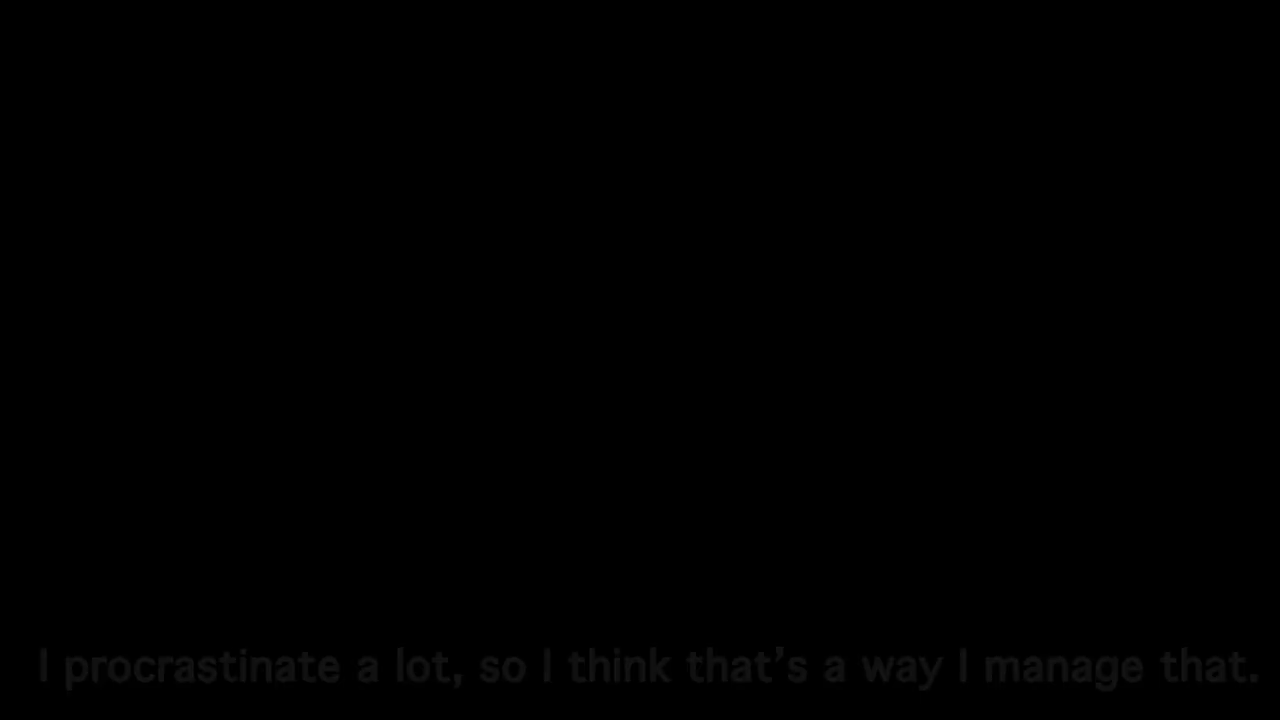 I procrastinate a lot, so I think that’s a way I manage that.